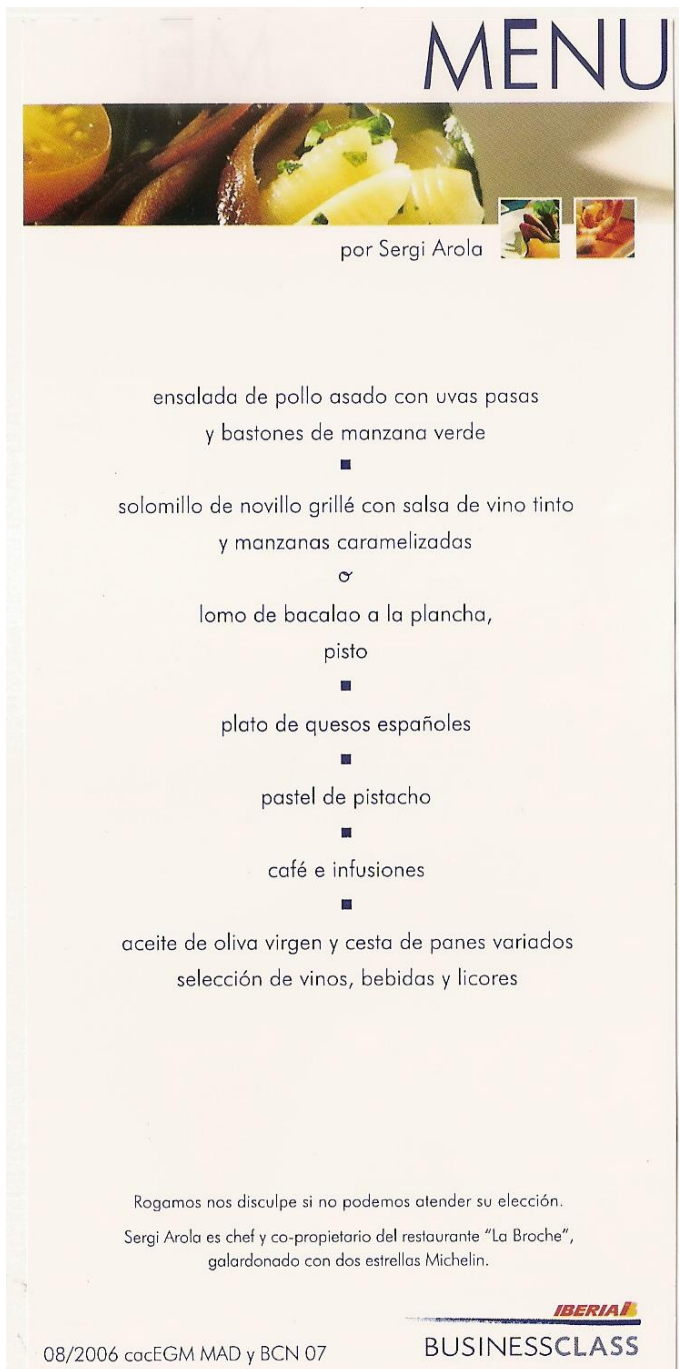 MENU
por Sergi Arola
ensalada de pollo asado con uvas pasas
y bastones de manzana verde
solomillo de novillo grillé con salsa de vino tinto
y manzanas caramelizadas
o
lomo de bacalao a la plancha,
pisto
plato de quesos españoles
pastel de pistacho
café e infusiones
aceite de oliva virgen y cesta de panes variados
selección de vinos, bebidas y licores
Rogamos nos disculpe si no podemos atender su elección.
Sergi Arola es chef y co-propietario del restaurante “La Broche”,
galardonado con dos estrellas Michelin.
IBERIA
BUSINESSCLASS
08/2006 cacEGM MAD y BCN 07